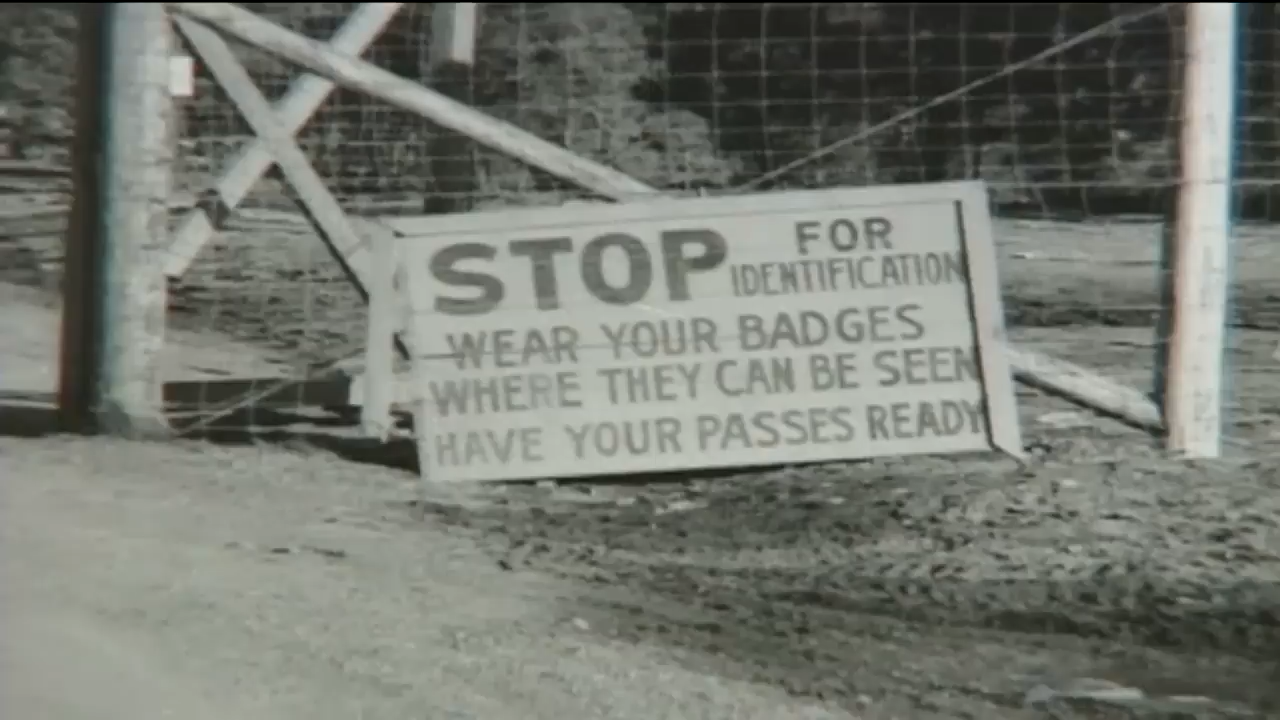 STOP FOR
IDENTIFICATION
WEAR YOUR BADGES
WHERE THEY CAN BE SEEN
HAVE YOUR PASSES READY